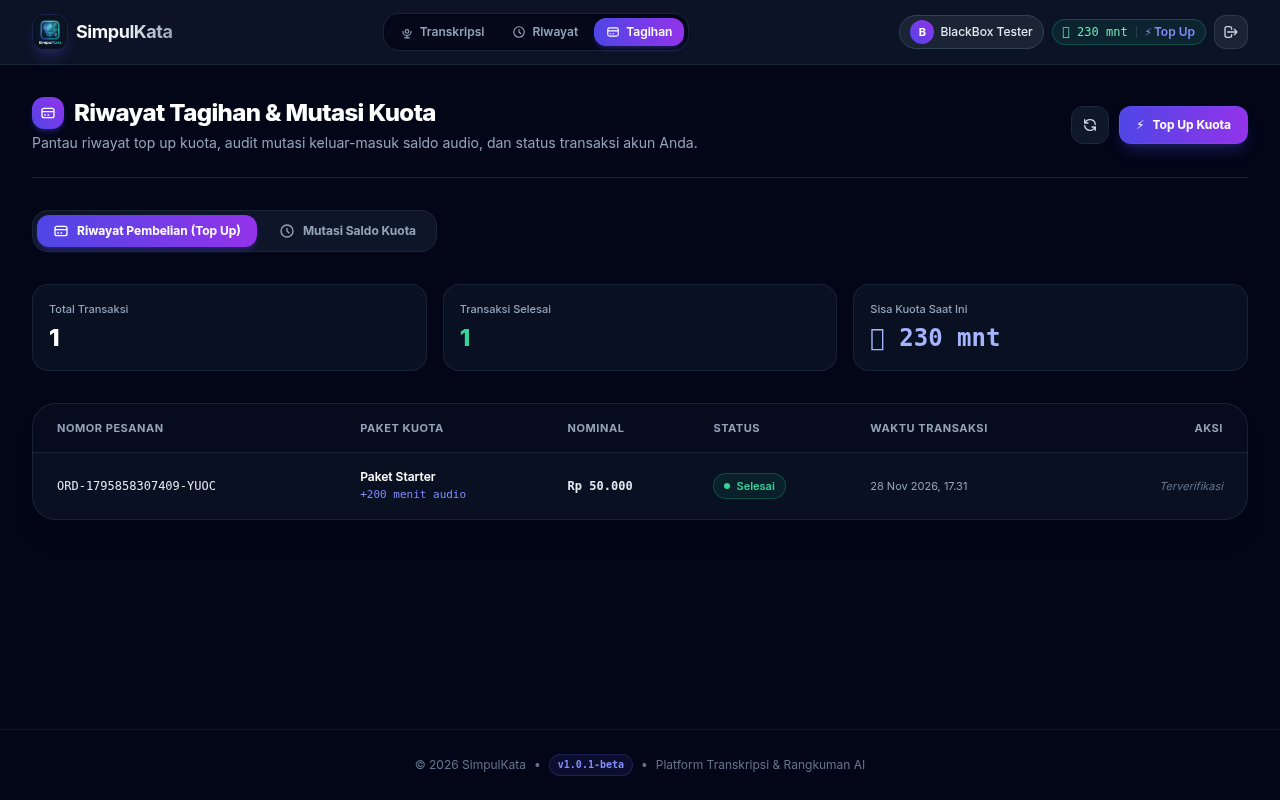 SimpulKata
Transkripsi
Riwayat
Tagihan
B
BlackBox Tester
230 mnt
⚡ Top Up
Riwayat Tagihan & Mutasi Kuota
Pantau riwayat top up kuota, audit mutasi keluar-masuk saldo audio, dan status transaksi akun Anda.
⚡ Top Up Kuota
Riwayat Pembelian (Top Up)
Mutasi Saldo Kuota
Total Transaksi
1
Transaksi Selesai
1
Sisa Kuota Saat Ini
230 mnt
NOMOR PESANAN PAKET KUOTA NOMINAL STATUS WAKTU TRANSAKSI AKSI
ORD-1795858307409-YUOC
Paket Starter
+200 menit audio
Rp 50.000
Selesai
28 Nov 2026, 17.31
Terverifikasi
© 2026 SimpulKata • v1.0.1-beta • Platform Transkripsi & Rangkuman AI